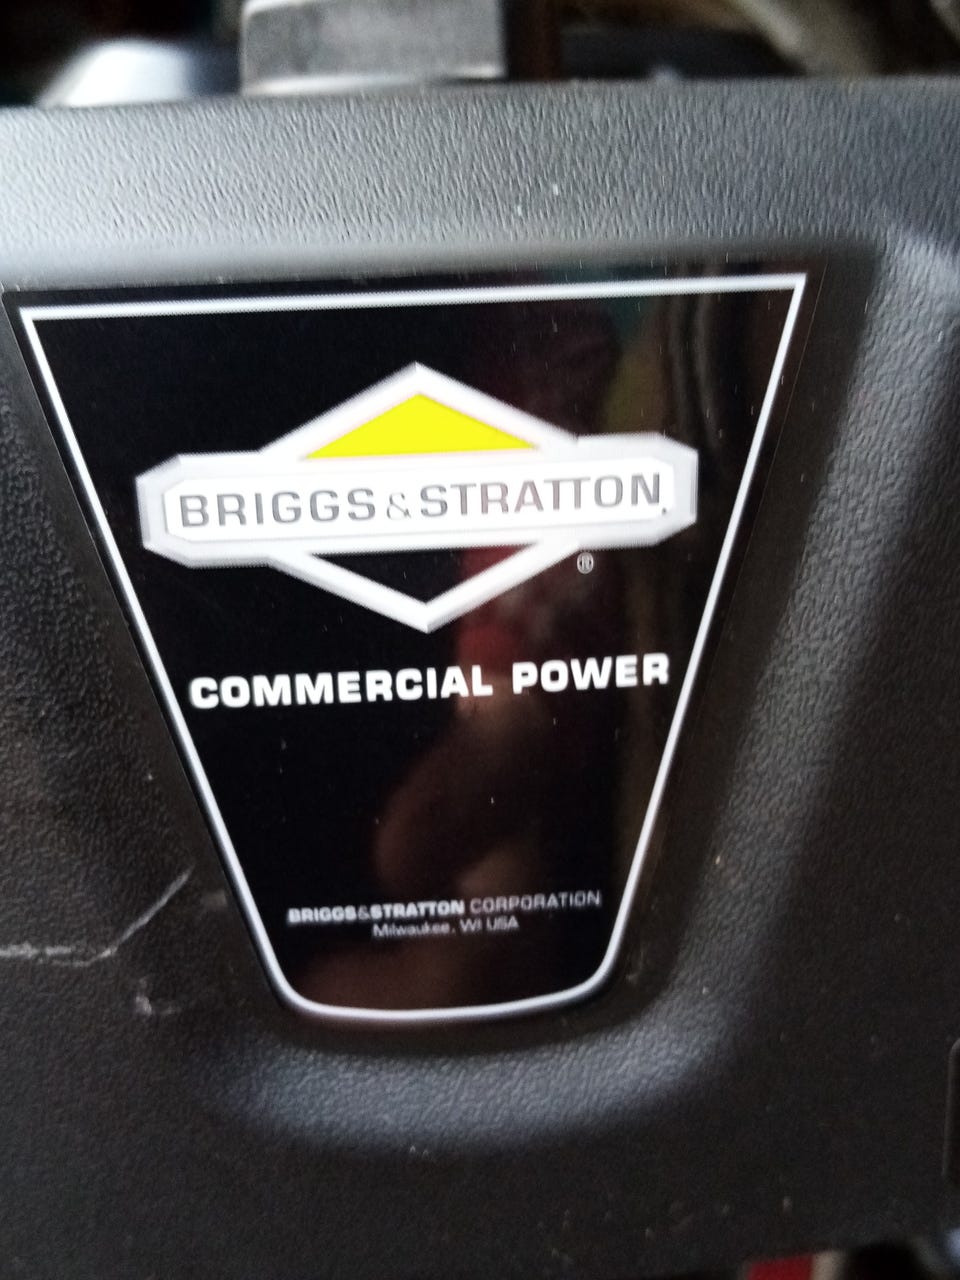 BRIGGS&STRATTON
®
COMMERCIAL POWER
BRIGGS&STRATTON CORPORATION
Milwaukee, WI USA